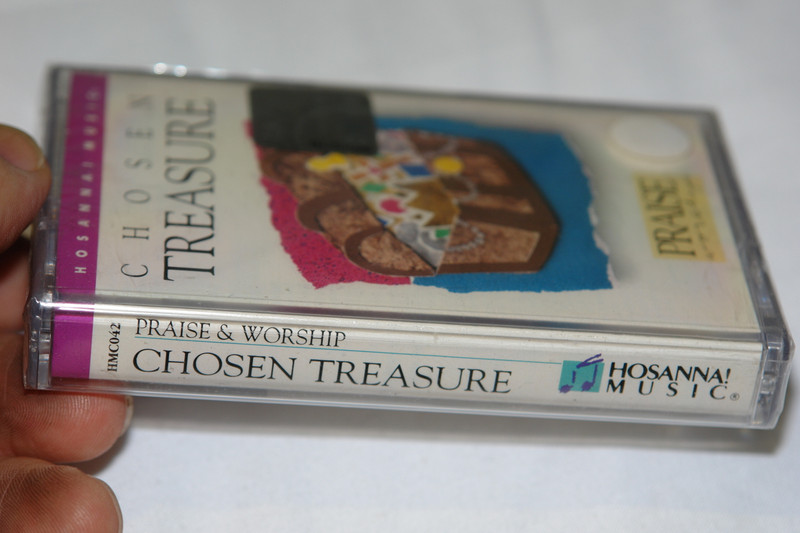 HOSANNA! MUSIC
CHOSEN
TREASURE
PRAISE
HMC042
PRAISE & WORSHIP
CHOSEN TREASURE
HOSANNA!
MUSIC®